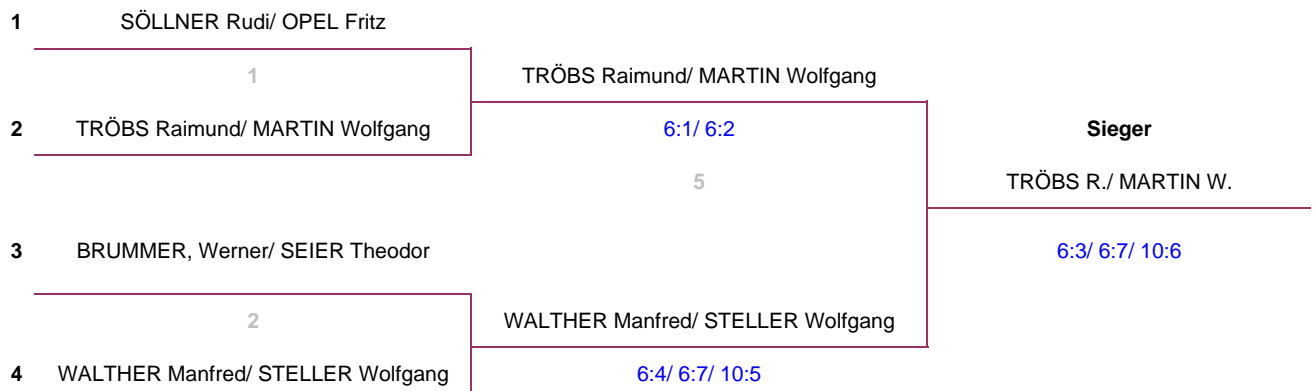 1 SÖLLNER Rudi/ OPEL Fritz
1 TRÖBS Raimund/ MARTIN Wolfgang
2 TRÖBS Raimund/ MARTIN Wolfgang 6:1/ 6:2 Sieger
5 TRÖBS R./ MARTIN W.
3 BRUMMER, Werner/ SEIER Theodor 6:3/ 6:7/ 10:6
2 WALTHER Manfred/ STELLER Wolfgang
4 WALTHER Manfred/ STELLER Wolfgang 6:4/ 6:7/ 10:5